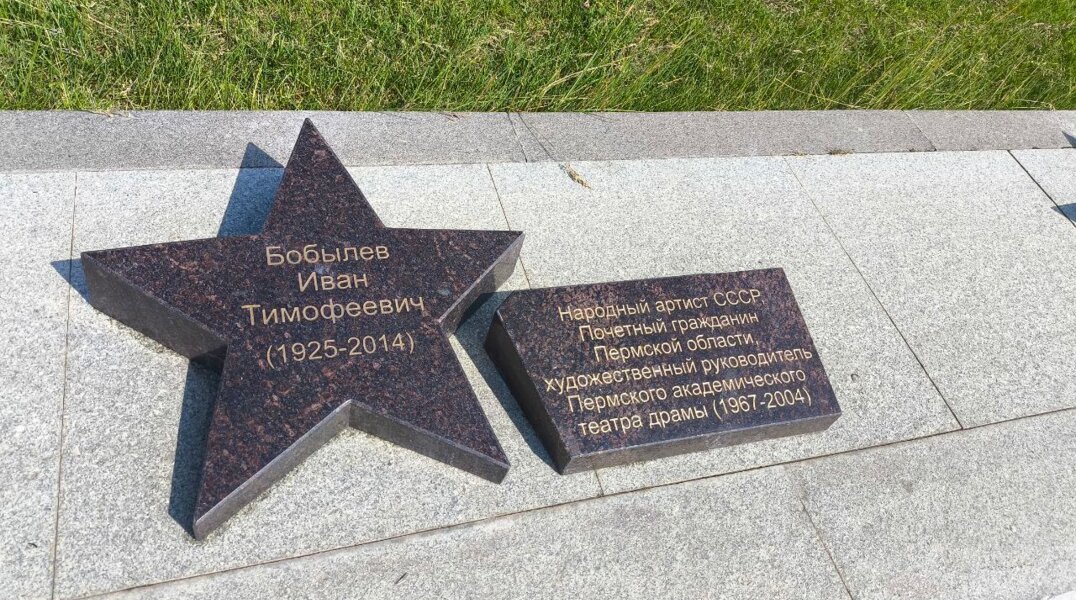 Бобылев
Иван
Тимофеевич
(1925-2014)
Народный артист СССР,
Почетный гражданин
Пермской области,
художественный руководитель
Пермского академического
театра драмы (1967-2004)